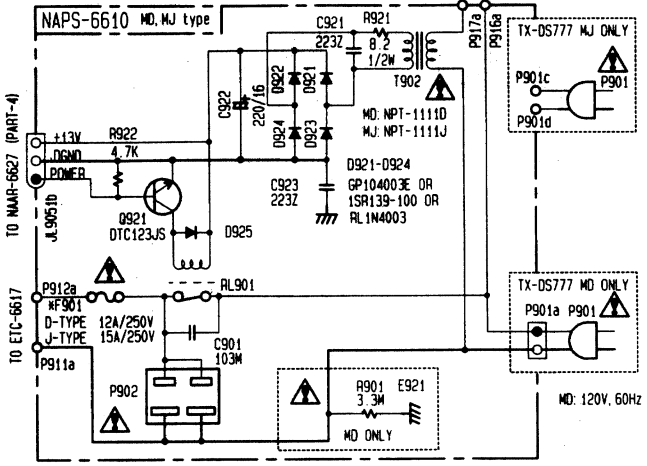 NAPS-6610 MD, MJ type
C921
223Z
R921
8.2
1/2W
P917a
P916a
TX-DS777 MJ ONLY
P901c
P901
P901d
T902
MD: NPT-1111D
MJ: NPT-1111J
D922
D921
C922
220/16
D924
D923
TO NAAR-6627 (PART-4)
+13V
DGND
POWER
JL9051b
R922
4.7K
Q921
DTC123JS
D925
C923
223Z
D921-D924
GP104003E OR
1SR139-100 OR
RL1N4003
RL901
TO ETC-6617
P912a
*F901
D-TYPE 12A/250V
J-TYPE 15A/250V
P911a
C901
103M
P902
R901
3.3M
E921
MD ONLY
TX-DS777 MD ONLY
P901a
P901
MD: 120V, 60Hz